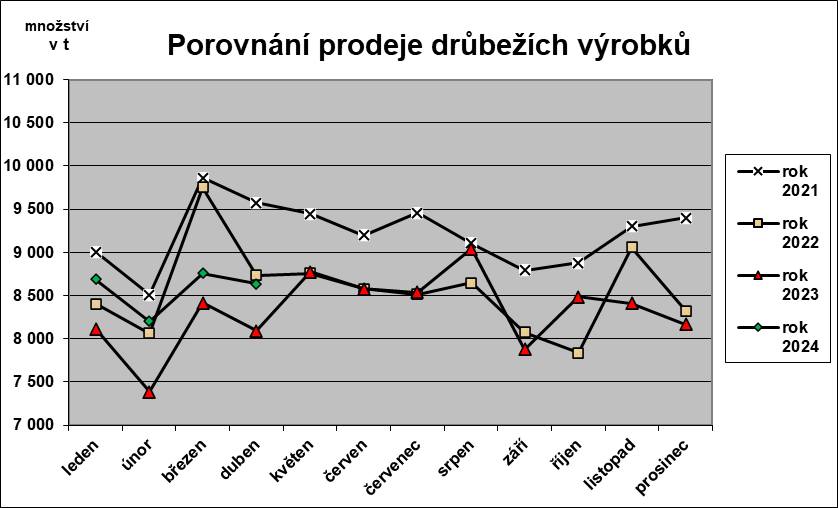 množství
v t
Porovnání prodeje drůbežích výrobků
11 000
10 500
10 000
9 500
9 000
8 500
8 000
7 500
7 000
leden
únor
březen
duben
květen
červen
červenec
srpen
září
říjen
listopad
prosinec
rok
2021
rok
2022
rok
2023
rok
2024